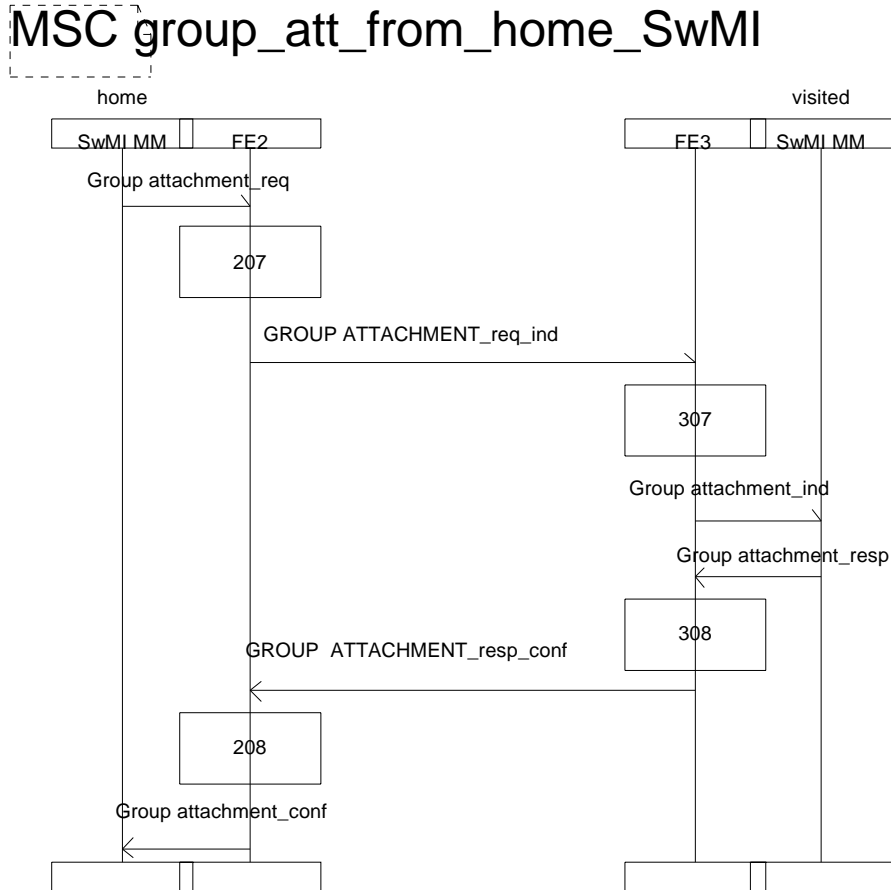 MSC group_att_from_home_SwMI
home
visited
SwMI MM
FE2
FE3
SwMI MM
Group attachment_req
207
GROUP ATTACHMENT_req_ind
307
Group attachment_ind
Group attachment_resp
308
GROUP  ATTACHMENT_resp_conf
208
Group attachment_conf